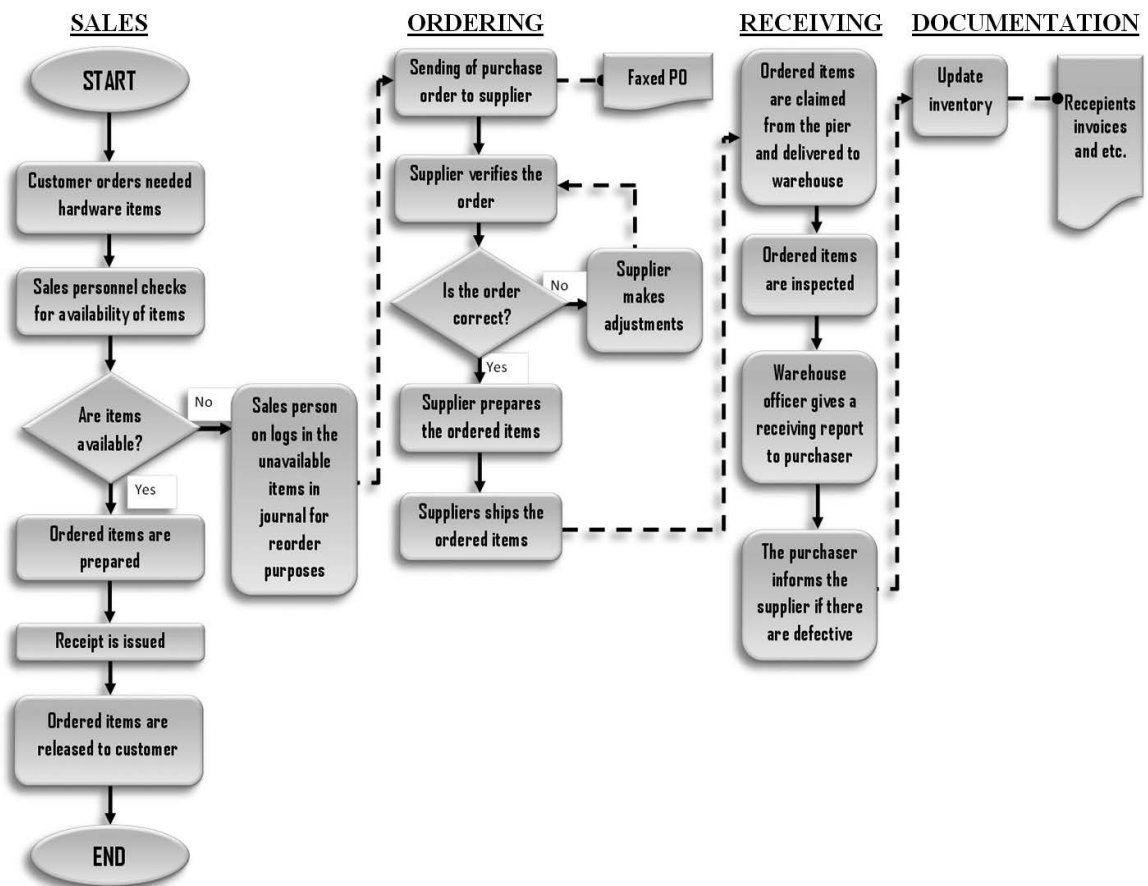 SALES
START
Customer orders needed
hardware items
Sales personnel checks
for availability of items
Are items
available?
No
Yes
Sales person
on logs in the
unavailable
items in
journal for
reorder
purposes
Ordered items are
prepared
Receipt is issued
Ordered items are
released to customer
END
ORDERING
Sending of purchase
order to supplier
Faxed PO
Supplier verifies the
order
Is the order
correct?
No
Supplier
makes
adjustments
Yes
Supplier prepares
the ordered items
Suppliers ships the
ordered items
RECEIVING
Ordered items
are claimed
from the pier
and delivered to
warehouse
Ordered items
are inspected
Warehouse
officer gives a
receiving report
to purchaser
The purchaser
informs the
supplier if there
are defective
DOCUMENTATION
Update
inventory
Recepients
invoices
and etc.